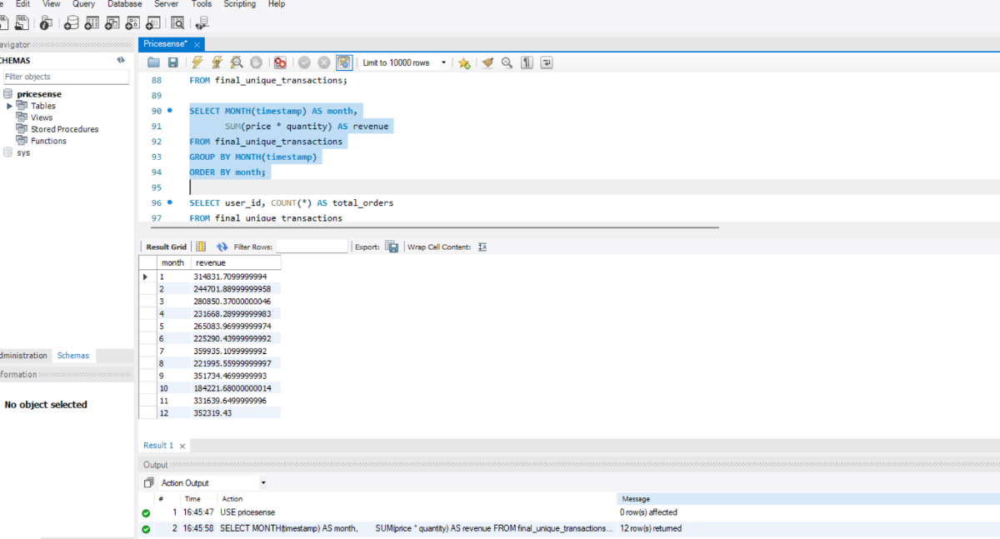 Edit View Query Database Server Tools Scripting Help
avigator
Pricesense* ×
CHEMAS
Limit to 10000 rows
Filter objects
pricesense
Tables
Views
Stored Procedures
Functions
sys
88 FROM final_unique_transactions;
89
90 SELECT MONTH(timestamp) AS month,
91 SUM(price * quantity) AS revenue
92 FROM final_unique_transactions
93 GROUP BY MONTH(timestamp)
94 ORDER BY month;
95
96 SELECT user_id, COUNT(*) AS total_orders
97 FROM final_unique_transactions
Result Grid Filter Rows: Export: Wrap Cell Content:
month revenue
1 314831.7099999994
2 244701.88999999958
3 280850.37000000046
4 231668.28999999983
5 265083.96999999974
6 225290.43999999992
7 359935.1099999992
8 221995.55999999997
9 351734.4699999993
10 184221.68000000014
11 331639.6499999996
12 352319.43
dministration Schemas
formation
No object selected
Result 1 ×
Output
Action Output
# Time Action Message
1 16:45:47 USE pricesense 0 row(s) affected
2 16:45:58 SELECT MONTH(timestamp) AS month, SUM(price * quantity) AS revenue FROM final_unique_transactions... 12 row(s) returned